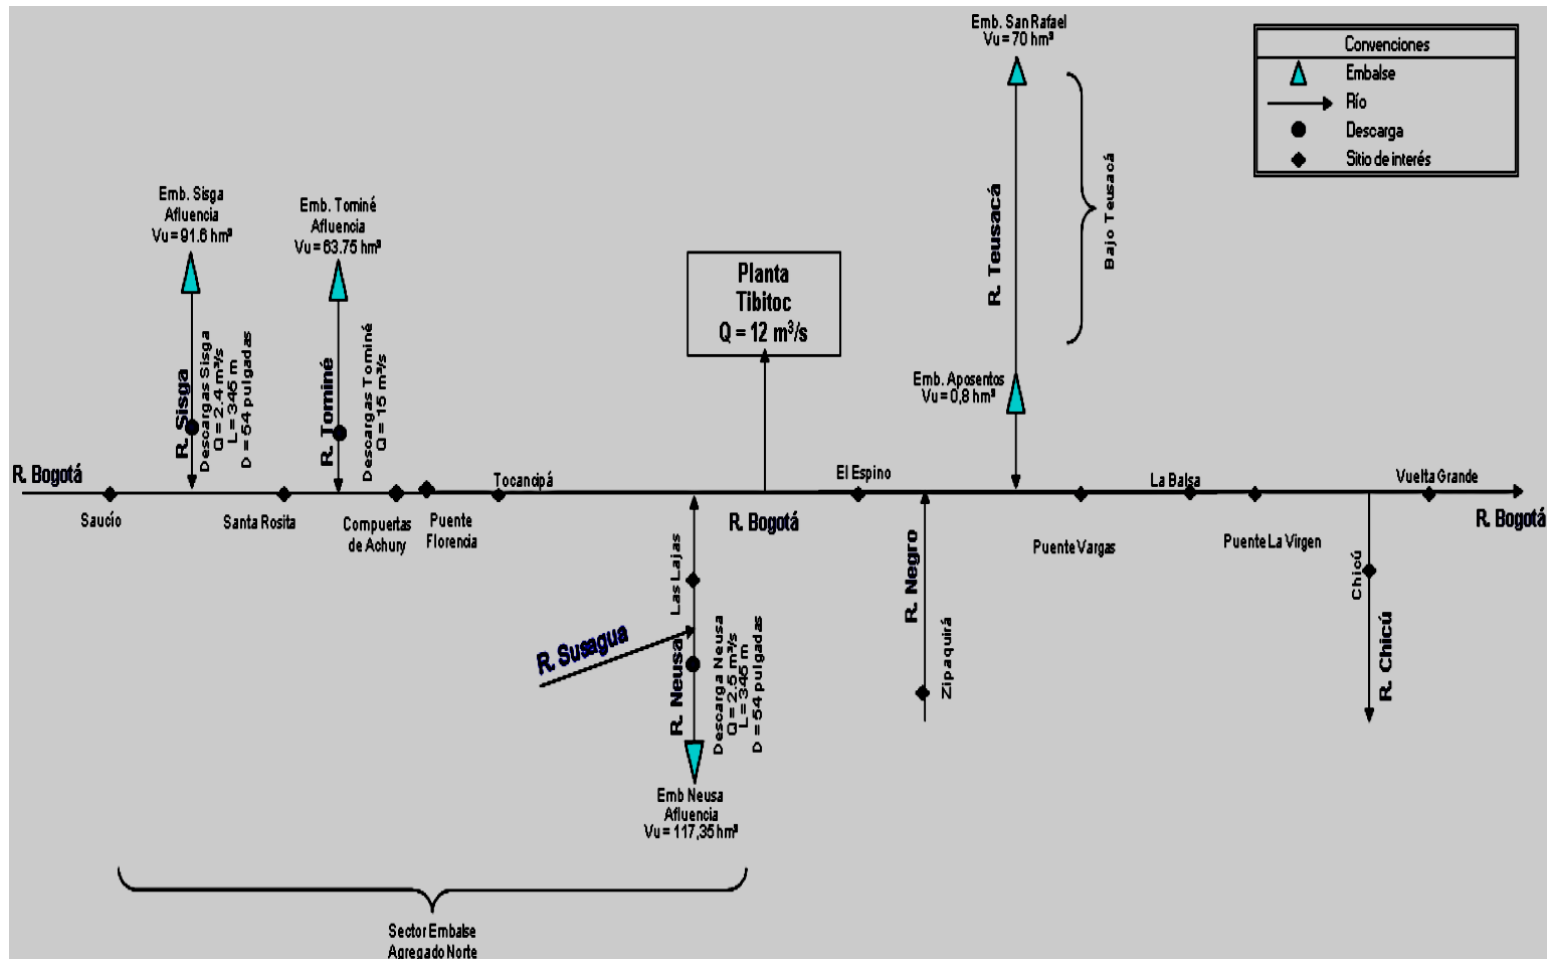 Emb. San Rafael
Vu = 70 hm³
Convenciones
Embalse
Río
Descarga
Sitio de interés
Emb. Sisga
Afluencia
Vu = 91.6 hm³
Emb. Tominé
Afluencia
Vu = 63.75 hm³
Planta
Tibitoc
Q = 12 m³/s
R. Teusacá
Bajo Teusacá
Emb. Aposentos
Vu = 0,8 hm³
R. Sisga
Descargas Sisga
Q = 2.4 m³/s
L = 345 m
D = 54 pulgadas
R. Tominé
Descargas Tominé
Q = 15 m³/s
R. Bogotá
Saucío
Santa Rosita
Compuertas
de Achury
Puente
Florencia
Tocancipá
R. Bogotá
El Espino
Puente Vargas
La Balsa
Puente La Virgen
Vuelta Grande
R. Bogotá
Las Lajas
R. Susagua
R. Neusa
Descarga Neusa
Q = 2.5 m³/s
L = 345 m
D = 54 pulgadas
Emb Neusa
Afluencia
Vu = 117,35 hm³
R. Negro
Zipaquirá
Chicú
R. Chicú
Sector Embalse
Agregado Norte